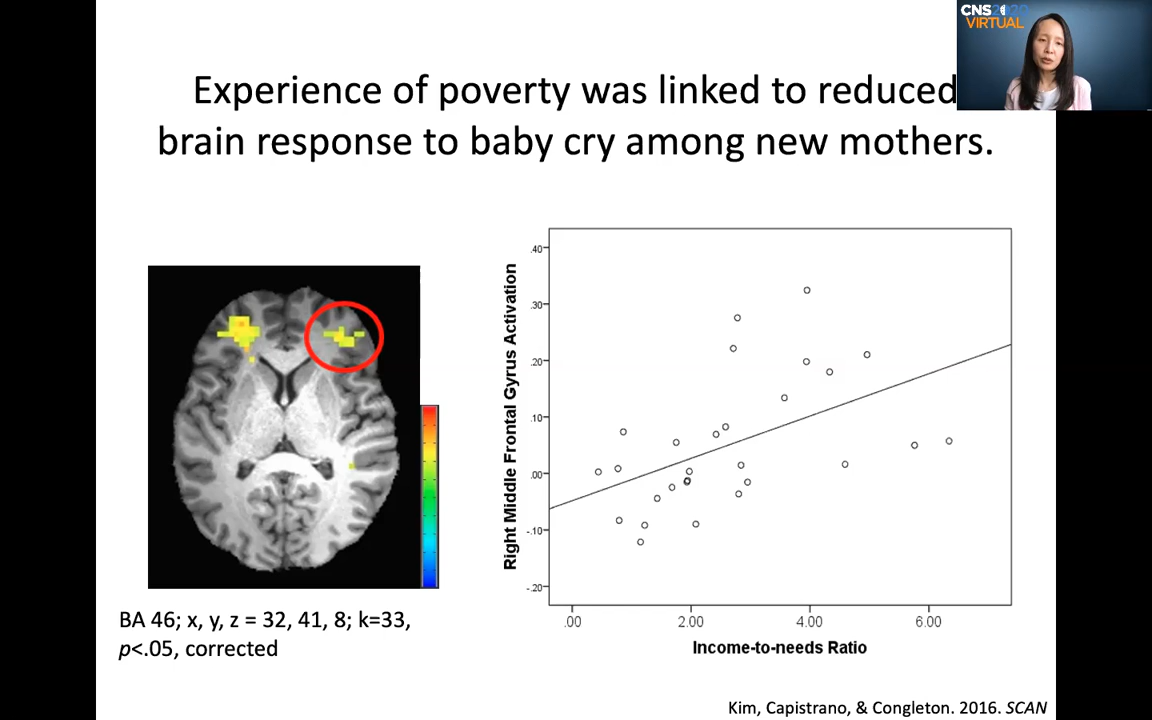 CNS2020
VIRTUAL
Experience of poverty was linked to reduced
brain response to baby cry among new mothers.
Right Middle Frontal Gyrus Activation
.40
.30
.20
.10
.00
-.10
-.20
.00 2.00 4.00 6.00
Income-to-needs Ratio
BA 46; x, y, z = 32, 41, 8; k=33,
p<.05, corrected
Kim, Capistrano, & Congleton. 2016. SCAN